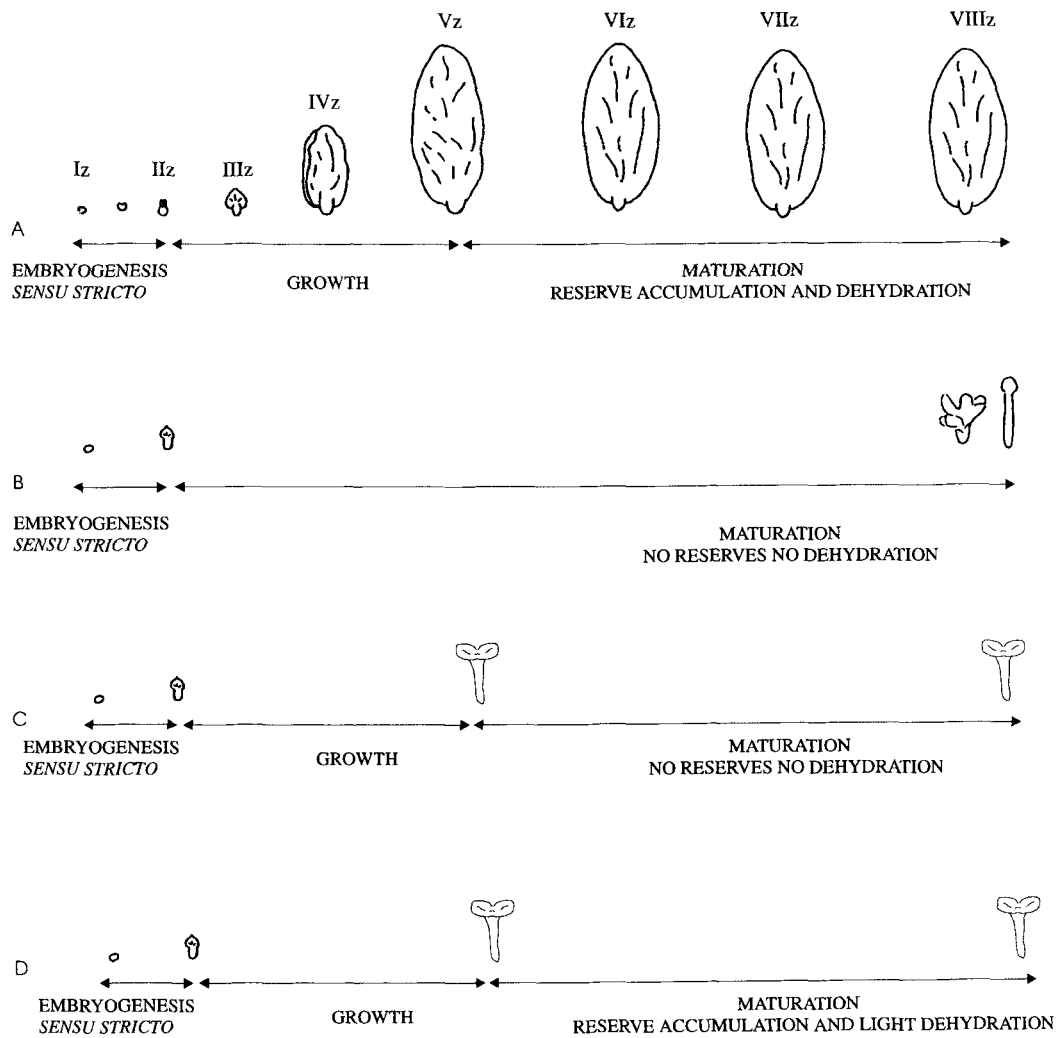 Iz
IIz
IIIz
IVz
Vz
VIz
VIIz
VIIIz
A
EMBRYOGENESIS
SENSU STRICTO
GROWTH
MATURATION
RESERVE ACCUMULATION AND DEHYDRATION
B
EMBRYOGENESIS
SENSU STRICTO
MATURATION
NO RESERVES NO DEHYDRATION
C
EMBRYOGENESIS
SENSU STRICTO
GROWTH
MATURATION
NO RESERVES NO DEHYDRATION
D
EMBRYOGENESIS
SENSU STRICTO
GROWTH
MATURATION
RESERVE ACCUMULATION AND LIGHT DEHYDRATION